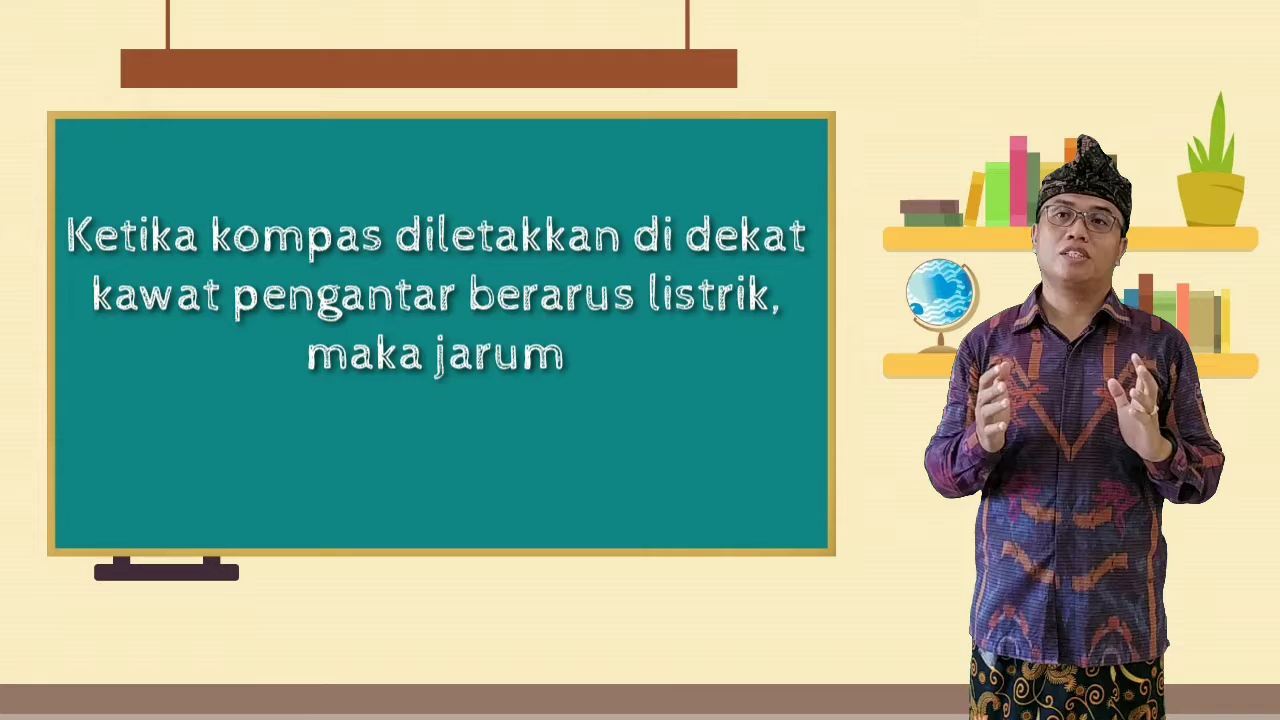 Ketika kompas diletakkan di dekat
kawat pengantar berarus listrik,
maka jarum